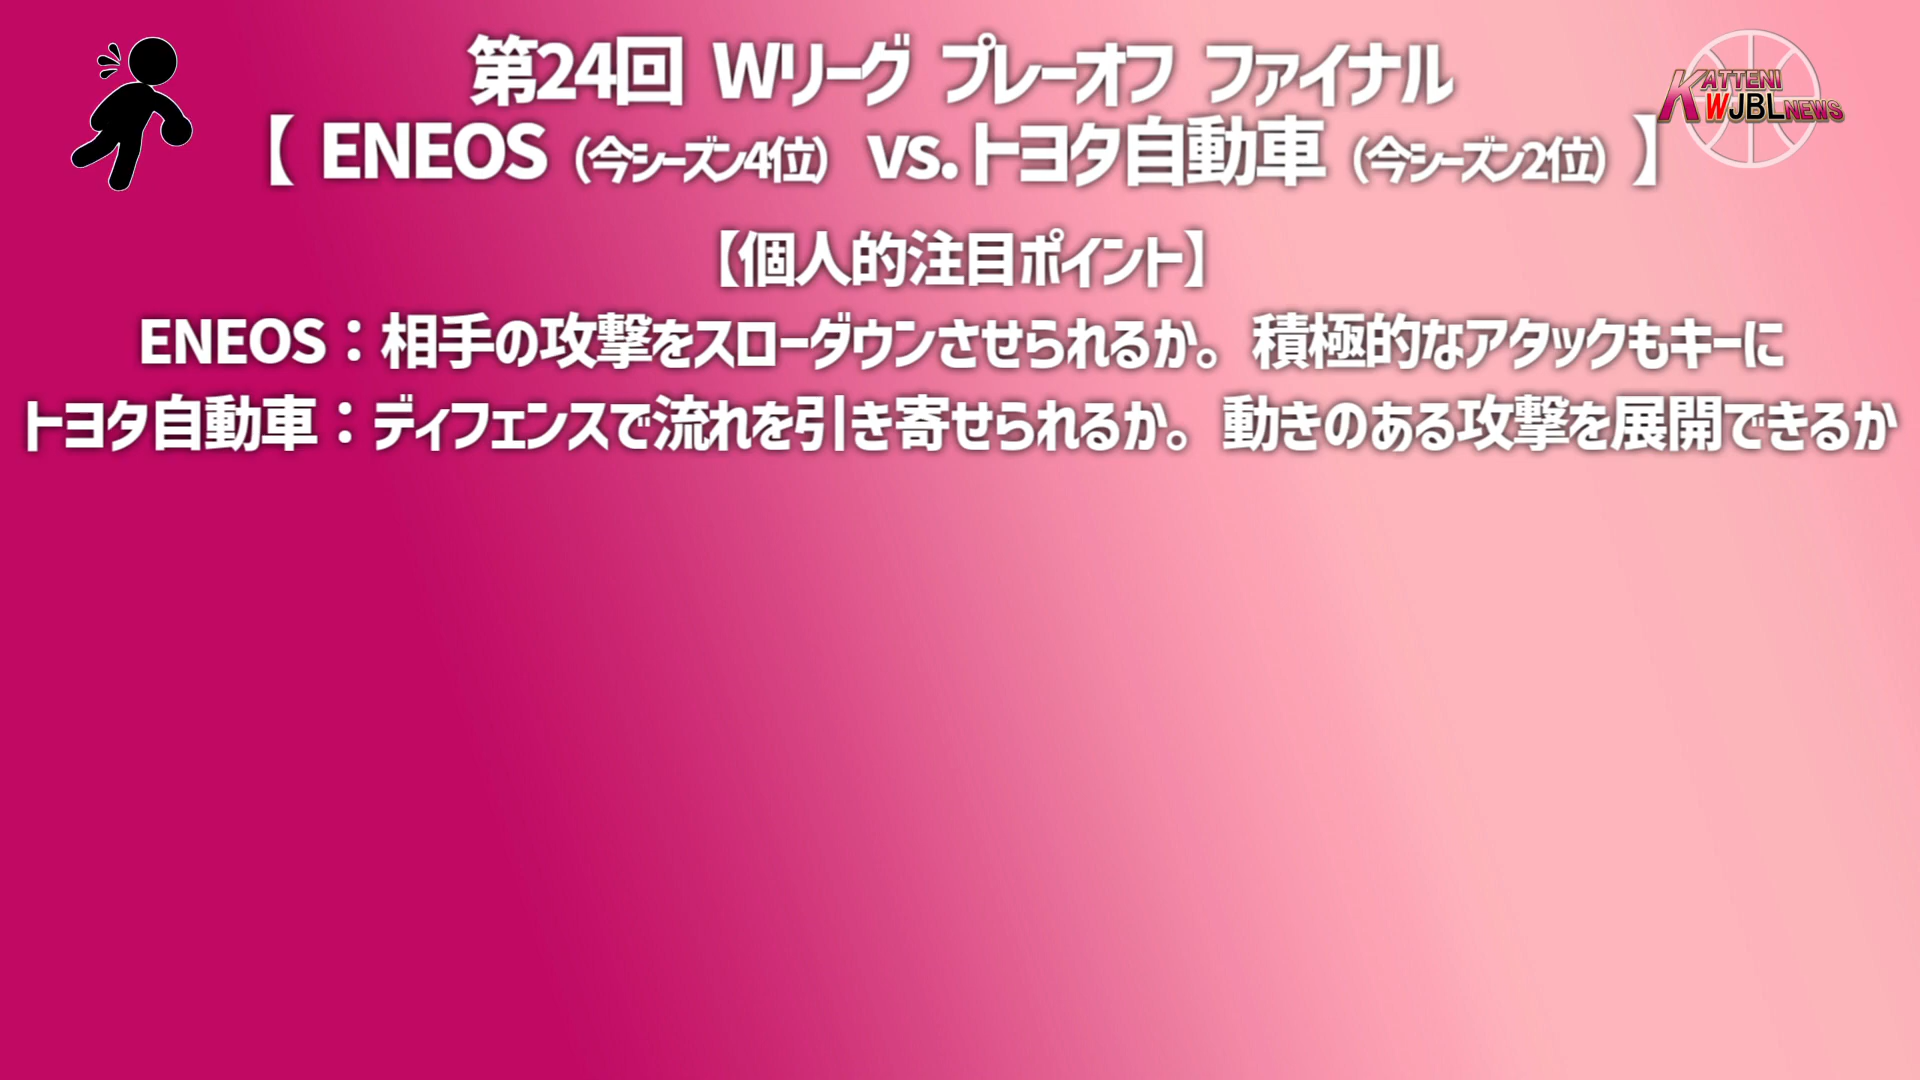 第24回 Wリーグ プレーオフ ファイナル
【 ENEOS（今シーズン4位） vs.トヨタ自動車（今シーズン2位）】
KATTENI
WJBLNEWS
【個人的注目ポイント】
ENEOS：相手の攻撃をスローダウンさせられるか。積極的なアタックもキーに
トヨタ自動車：ディフェンスで流れを引き寄せられるか。動きのある攻撃を展開できるか